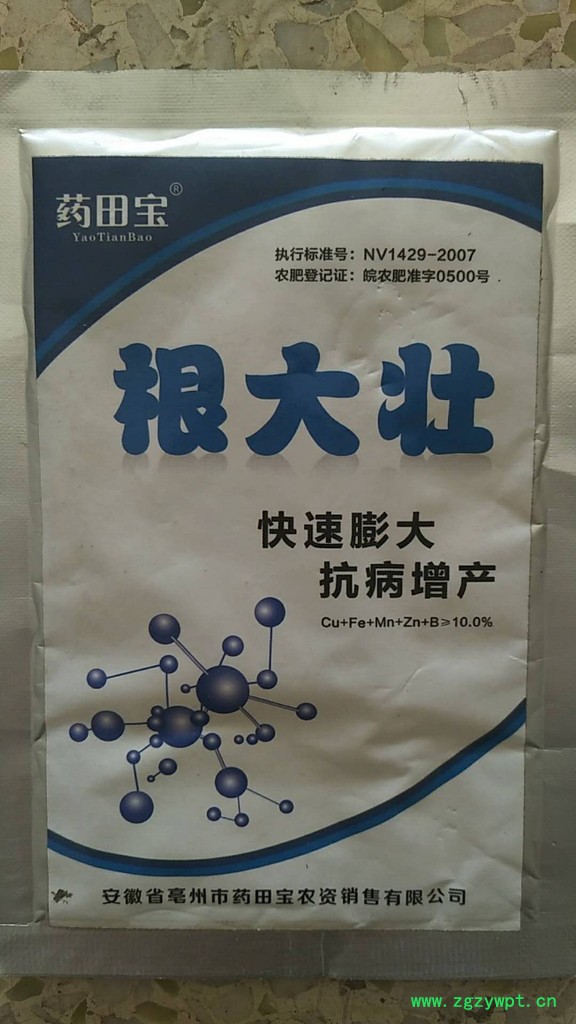 药田宝®
YaoTianBao
执行标准号：NV1429-2007
农肥登记证：皖农肥准字0500号
根大壮
快速膨大
抗病增产
Cu+Fe+Mn+Zn+B≥10.0%
安徽省亳州市药田宝农资销售有限公司
www.zgzywpt.cn